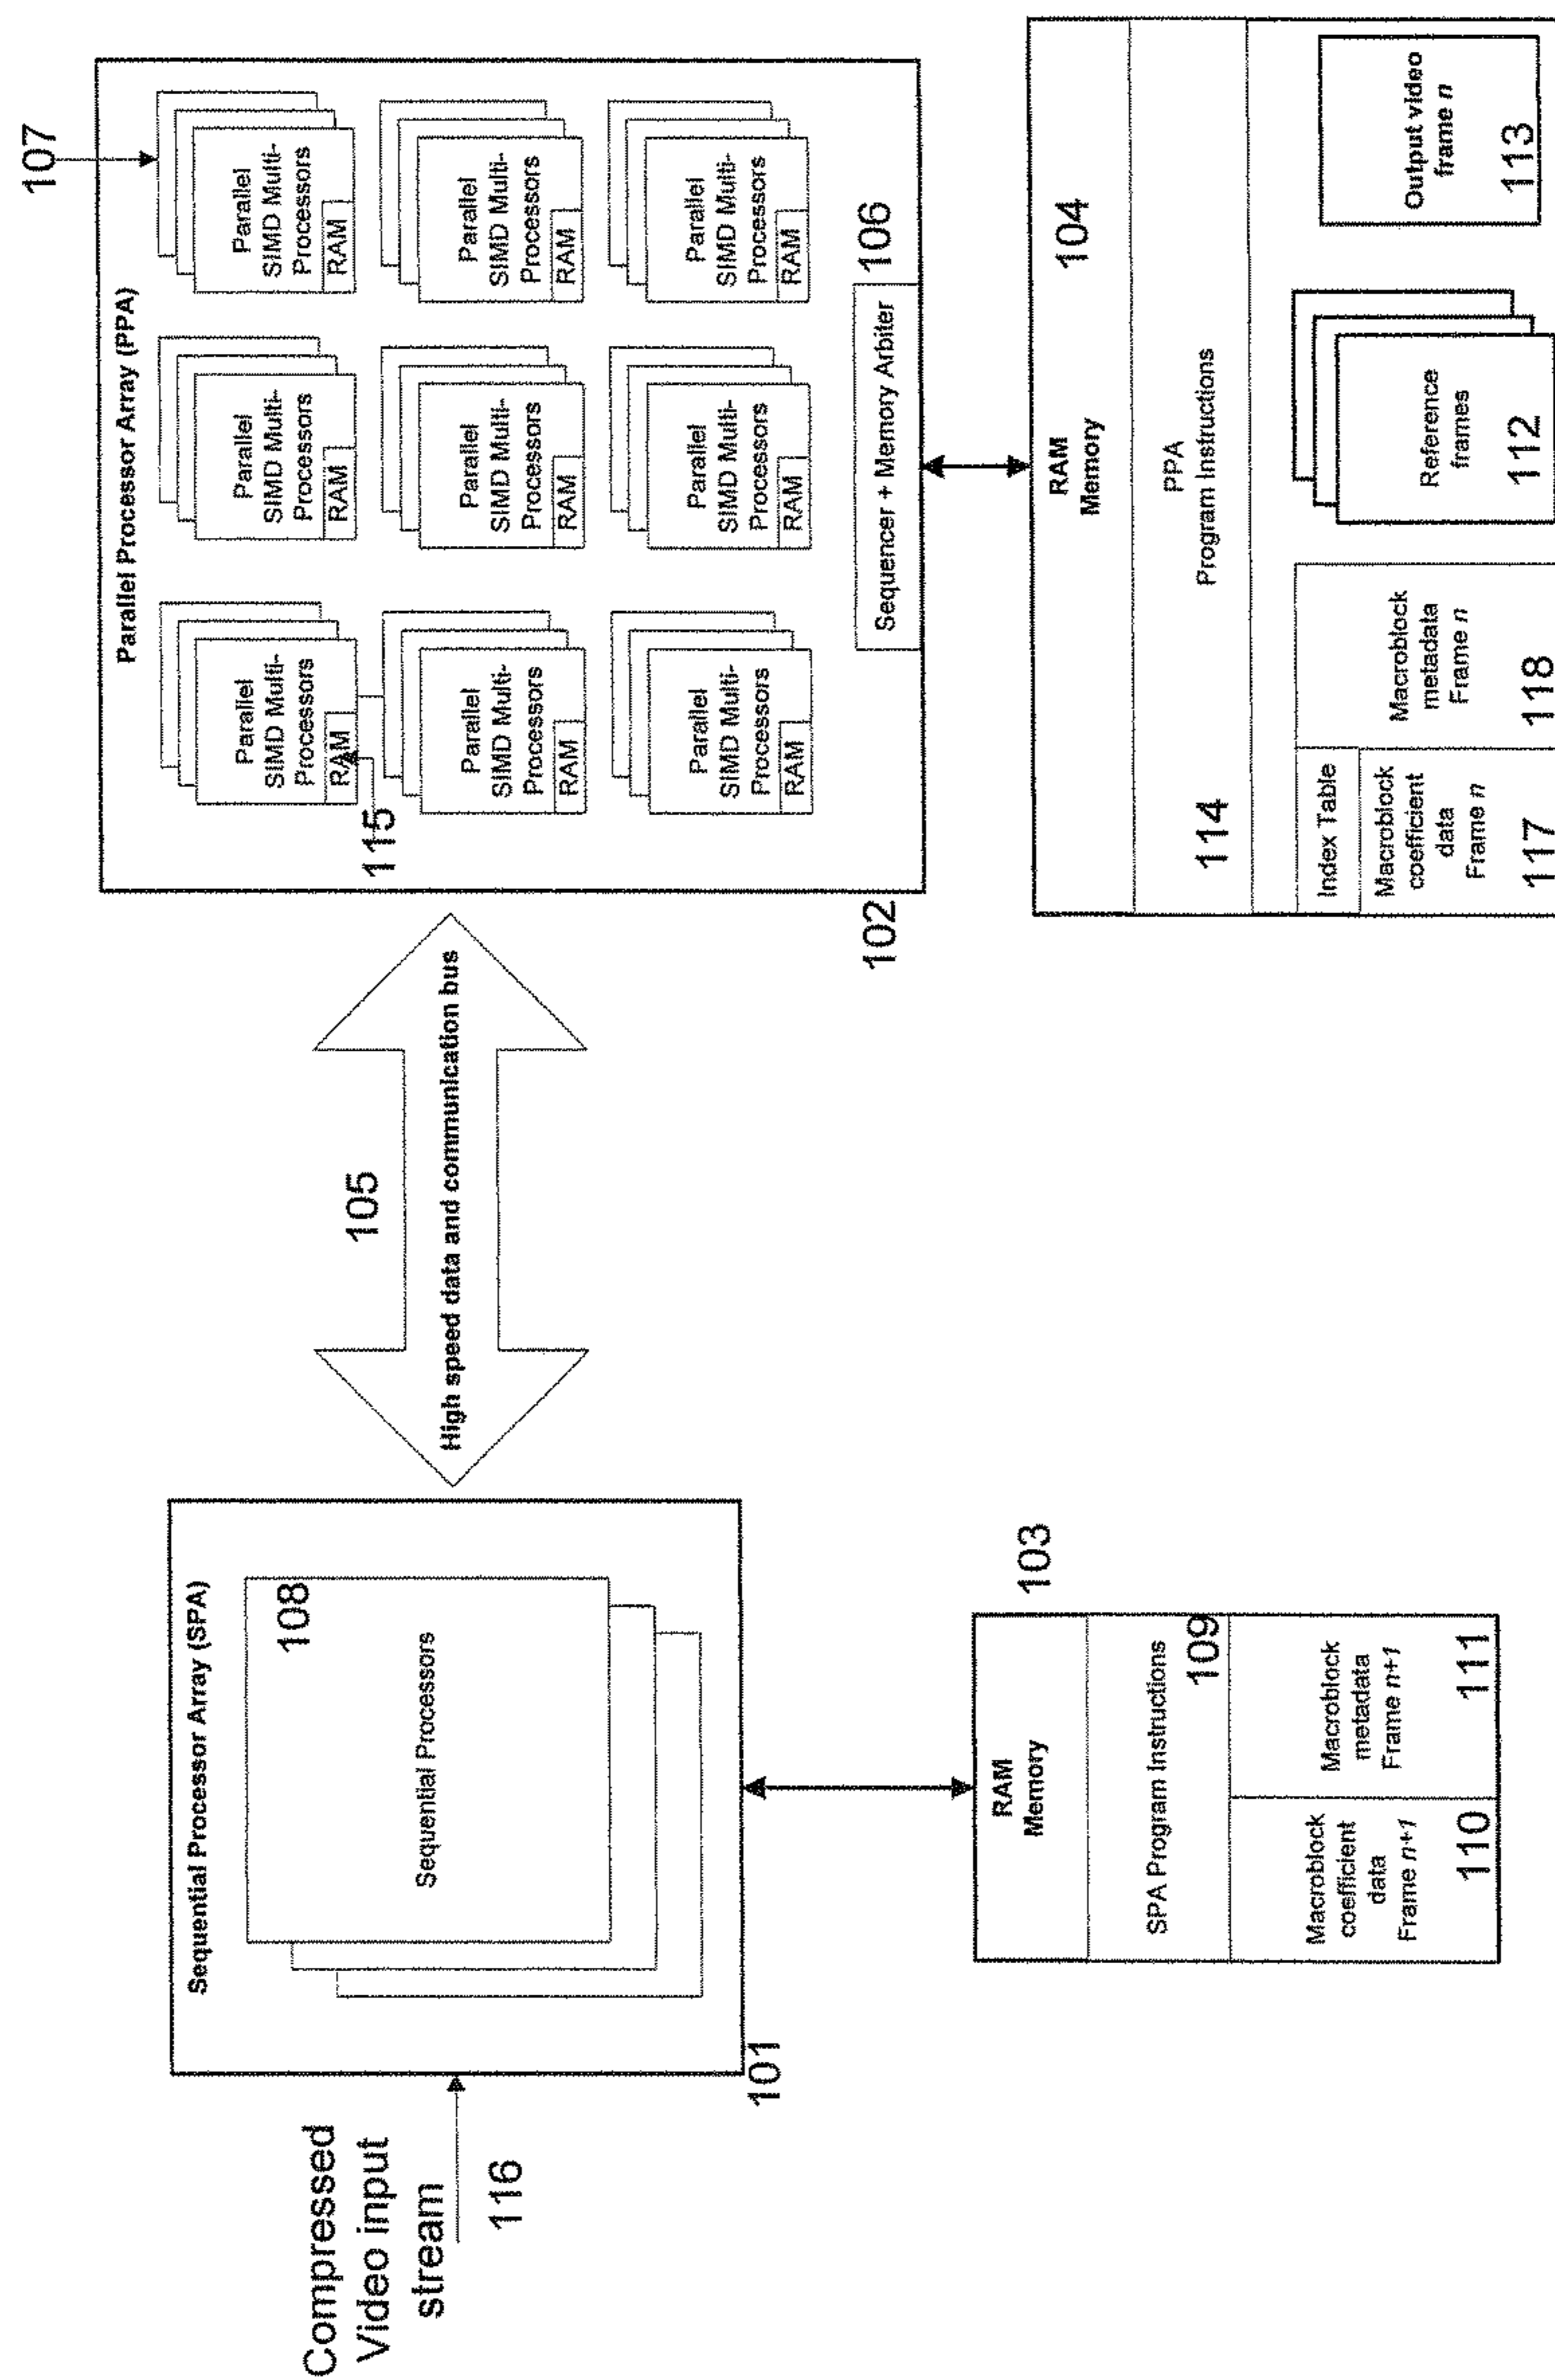 Compressed
Video input
stream
116
Sequential Processor Array (SPA)
108
Sequential Processors
101
RAM
Memory
103
SPA Program Instructions
109
Macroblock
coefficient
data
Frame n+1
110
Macroblock
metadata
Frame n+1
111
105
High speed data and communication bus
Parallel Processor Array (PPA)
107
Parallel
SIMD Multi-
Processors
RAM
115
Parallel
SIMD Multi-
Processors
RAM
Parallel
SIMD Multi-
Processors
RAM
Parallel
SIMD Multi-
Processors
RAM
Parallel
SIMD Multi-
Processors
RAM
Parallel
SIMD Multi-
Processors
RAM
Parallel
SIMD Multi-
Processors
RAM
Parallel
SIMD Multi-
Processors
RAM
Parallel
SIMD Multi-
Processors
RAM
Sequencer + Memory Arbiter
106
102
RAM
Memory
104
PPA
Program Instructions
114
Index Table
Macroblock
coefficient
data
Frame n
117
Macroblock
metadata
Frame n
118
Reference
frames
112
Output video
frame n
113